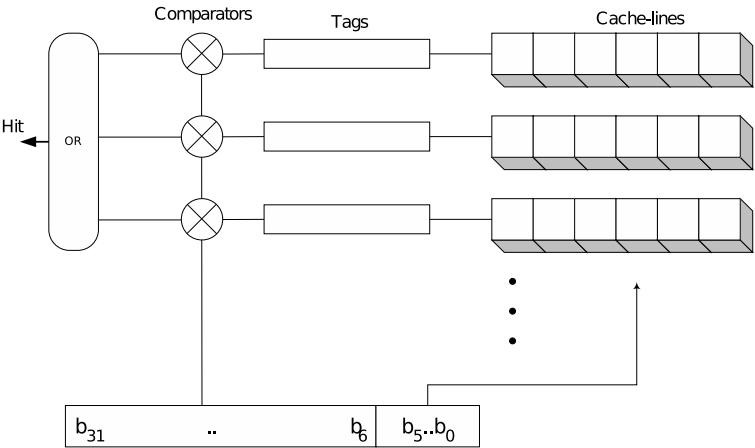 Comparators
Tags
Cache-lines
Hit
OR
b31 .. b6 b5..b0